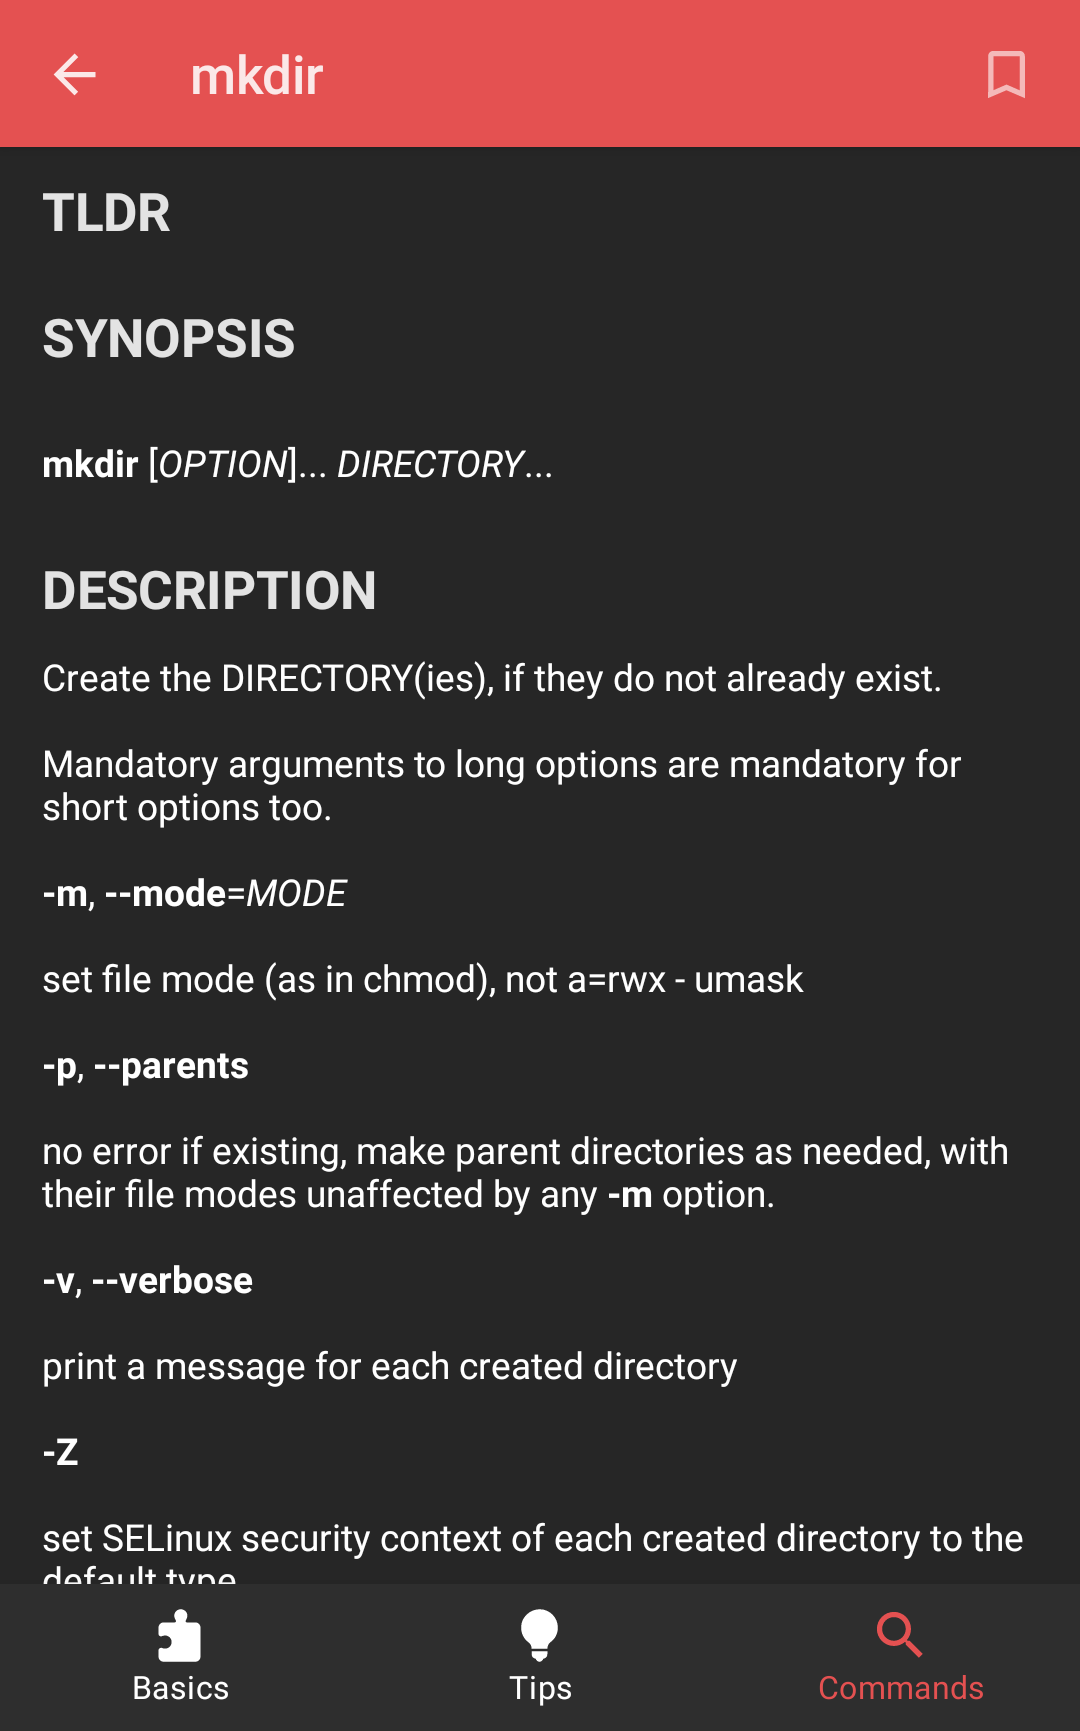 mkdir
TLDR
SYNOPSIS
mkdir [OPTION]... DIRECTORY...
DESCRIPTION
Create the DIRECTORY(ies), if they do not already exist.
Mandatory arguments to long options are mandatory for
short options too.
-m, --mode=MODE
set file mode (as in chmod), not a=rwx - umask
-p, --parents
no error if existing, make parent directories as needed, with
their file modes unaffected by any -m option.
-v, --verbose
print a message for each created directory
-Z
set SELinux security context of each created directory to the
default type
Basics
Tips
Commands